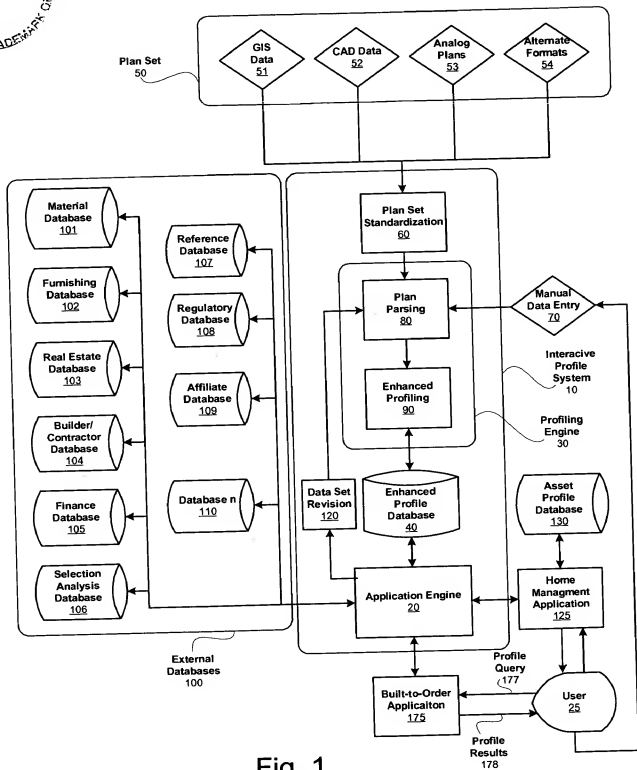 GIS
Data
51
CAD Data
52
Analog
Plans
53
Alternate
Formats
54
Plan Set
50
Material
Database
101
Furnishing
Database
102
Real Estate
Database
103
Builder/
Contractor
Database
104
Finance
Database
105
Selection
Analysis
Database
106
Reference
Database
107
Regulatory
Database
108
Affiliate
Database
109
Database n
110
External
Databases
100
Plan Set
Standardization
60
Plan
Parsing
80
Enhanced
Profiling
90
Data Set
Revision
120
Enhanced
Profile
Database
40
Application Engine
20
Manual
Data Entry
70
Interacive
Profile
System
10
Profiling
Engine
30
Asset
Profile
Database
130
Home
Managment
Application
125
Built-to-Order
Applicaiton
175
Profile
Query
177
User
25
Profile
Results
178
Fig. 1